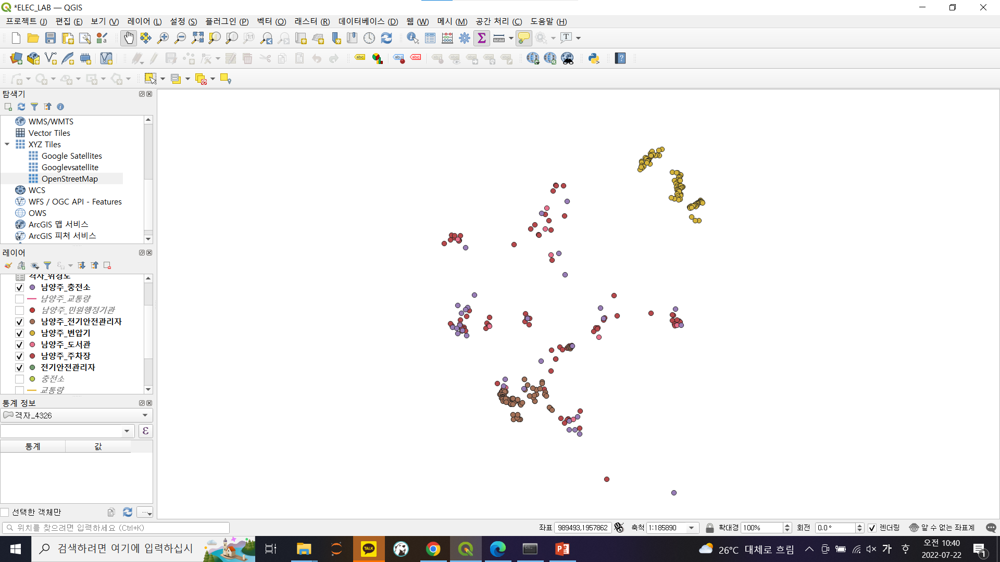 *ELEC_LAB — QGIS
프로젝트 (J) 편집 (E) 보기 (V) 레이어 (L) 설정 (S) 플러그인 (P) 벡터 (O) 래스터 (R) 데이터베이스 (D) 웹 (W) 메시 (M) 공간 처리 (C) 도움말 (H)
1:1
T
abc abc abc
탐색기
WMS/WMTS
Vector Tiles
XYZ Tiles
Google Satellites
Googlevsatellite
OpenStreetMap
WCS
WFS / OGC API - Features
OWS
ArcGIS 맵 서비스
ArcGIS 피처 서비스
레이어
격자_위경도
남양주_충전소
남양주_교통량
남양주_민원행정기관
남양주_전기안전관리자
남양주_변압기
남양주_도서관
남양주_주차장
전기안전관리자
충전소
교통량
통계 정보
격자_4326
ε
통계 값
선택한 객체만
...
위치를 찾으려면 입력하세요 (Ctrl+K)
좌표 989493,1957862 축척 1:185890 확대경 100% 회전 0.0 ° 렌더링 알 수 없는 좌표계
검색하려면 여기에 입력하십시
TALK
26°C 대체로 흐림
가
오전 10:40
2022-07-22
1